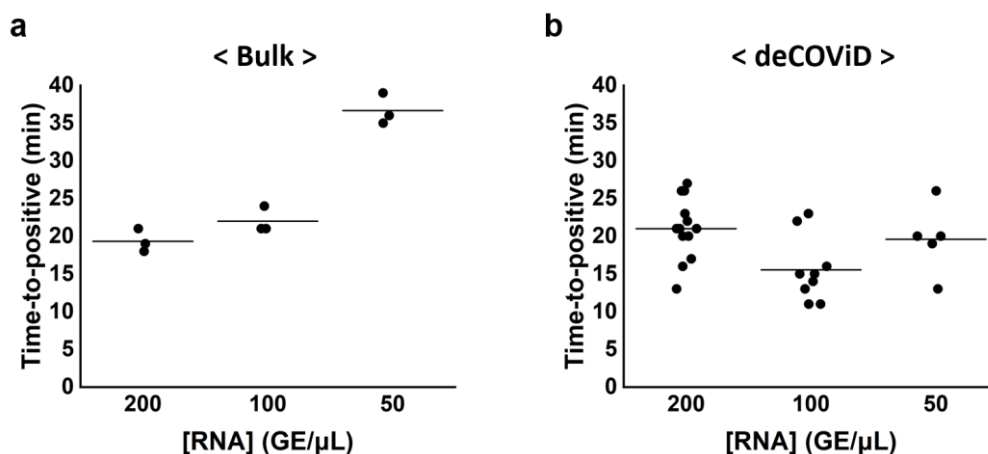 a
< Bulk >
Time-to-positive (min)
40
35
30
25
20
15
10
5
0
200 100 50
[RNA] (GE/µL)
b
< deCOViD >
Time-to-positive (min)
40
35
30
25
20
15
10
5
0
200 100 50
[RNA] (GE/µL)